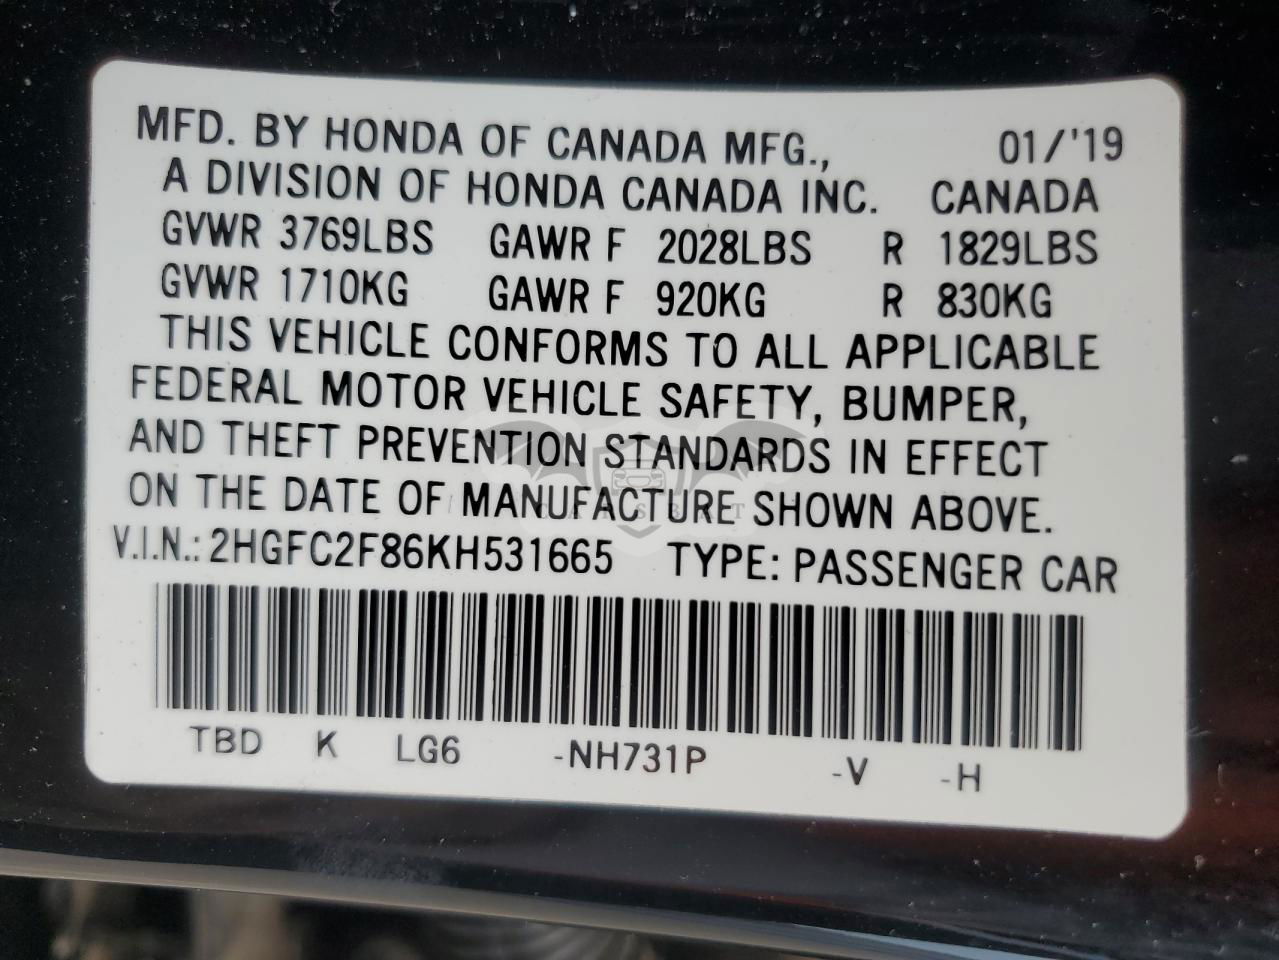 MFD. BY HONDA OF CANADA MFG., 01/'19
A DIVISION OF HONDA CANADA INC. CANADA
GVWR 3769LBS GAWR F 2028LBS R 1829LBS
GVWR 1710KG GAWR F 920KG R 830KG
THIS VEHICLE CONFORMS TO ALL APPLICABLE
FEDERAL MOTOR VEHICLE SAFETY, BUMPER,
AND THEFT PREVENTION STANDARDS IN EFFECT
ON THE DATE OF MANUFACTURE SHOWN ABOVE.
V.I.N.: 2HGFC2F86KH531665 TYPE: PASSENGER CAR
TBD K LG6 -NH731P -V -H